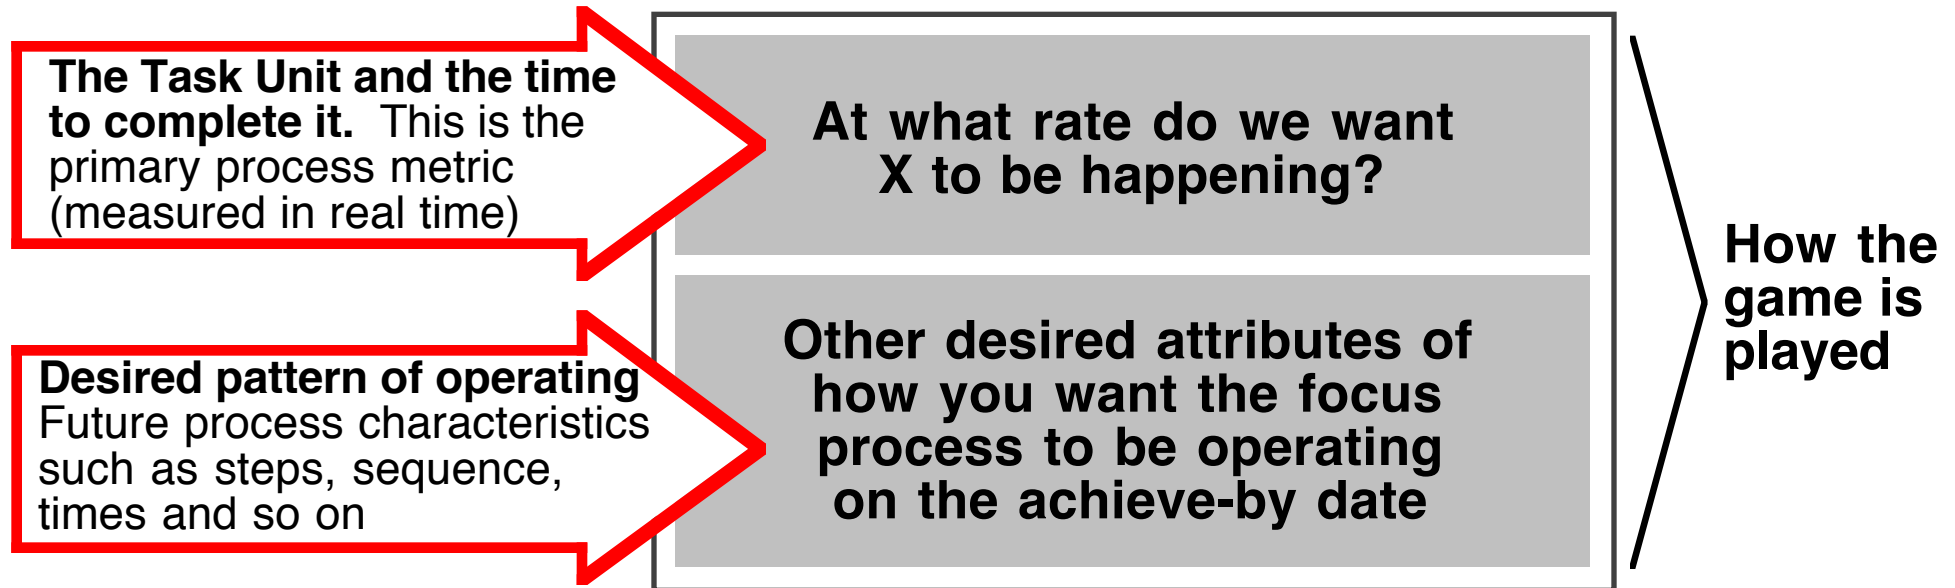 The Task Unit and the time
to complete it. This is the
primary process metric
(measured in real time)
At what rate do we want
X to be happening?
Desired pattern of operating
Future process characteristics
such as steps, sequence,
times and so on
Other desired attributes of
how you want the focus
process to be operating
on the achieve-by date
How the
game is
played